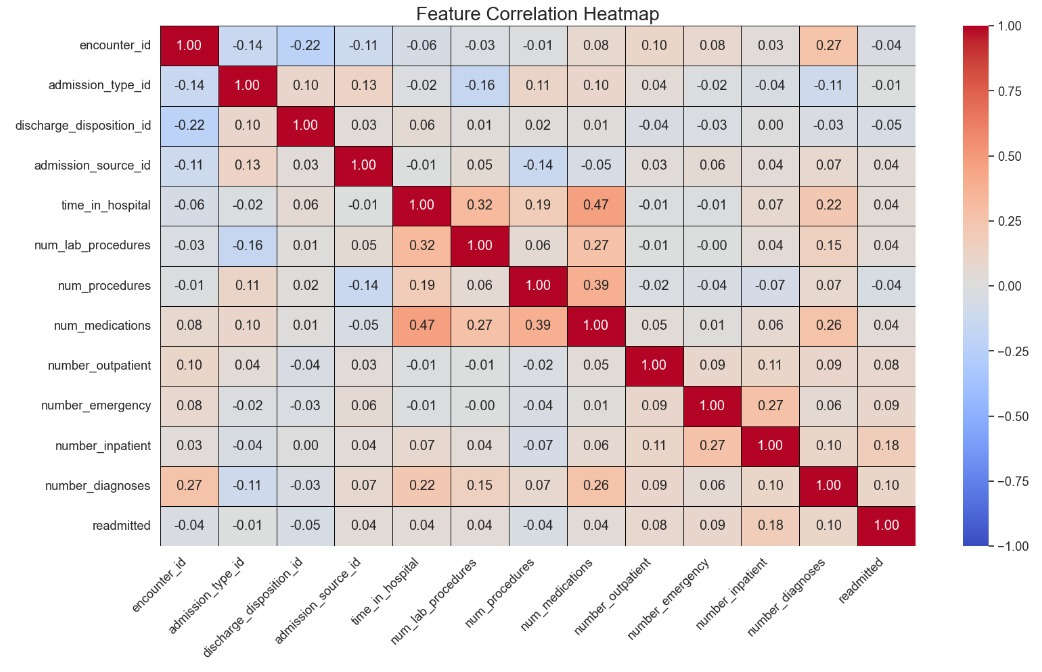 Feature Correlation Heatmap
encounter_id 1.00 -0.14 -0.22 -0.11 -0.06 -0.03 -0.01 0.08 0.10 0.08 0.03 0.27 -0.04
admission_type_id -0.14 1.00 0.10 0.13 -0.02 -0.16 0.11 0.10 0.04 -0.02 -0.04 -0.11 -0.01
discharge_disposition_id -0.22 0.10 1.00 0.03 0.06 0.01 0.02 0.01 -0.04 -0.03 0.00 -0.03 -0.05
admission_source_id -0.11 0.13 0.03 1.00 -0.01 0.05 -0.14 -0.05 0.03 0.06 0.04 0.07 0.04
time_in_hospital -0.06 -0.02 0.06 -0.01 1.00 0.32 0.19 0.47 -0.01 -0.01 0.07 0.22 0.04
num_lab_procedures -0.03 -0.16 0.01 0.05 0.32 1.00 0.06 0.27 -0.01 -0.00 0.04 0.15 0.04
num_procedures -0.01 0.11 0.02 -0.14 0.19 0.06 1.00 0.39 -0.02 -0.04 -0.07 0.07 -0.04
num_medications 0.08 0.10 0.01 -0.05 0.47 0.27 0.39 1.00 0.05 0.01 0.06 0.26 0.04
number_outpatient 0.10 0.04 -0.04 0.03 -0.01 -0.01 -0.02 0.05 1.00 0.09 0.11 0.09 0.08
number_emergency 0.08 -0.02 -0.03 0.06 -0.01 -0.00 -0.04 0.01 0.09 1.00 0.27 0.06 0.09
number_inpatient 0.03 -0.04 0.00 0.04 0.07 0.04 -0.07 0.06 0.11 0.27 1.00 0.10 0.18
number_diagnoses 0.27 -0.11 -0.03 0.07 0.22 0.15 0.07 0.26 0.09 0.06 0.10 1.00 0.10
readmitted -0.04 -0.01 -0.05 0.04 0.04 0.04 -0.04 0.04 0.08 0.09 0.18 0.10 1.00
encounter_id
admission_type_id
discharge_disposition_id
admission_source_id
time_in_hospital
num_lab_procedures
num_procedures
num_medications
number_outpatient
number_emergency
number_inpatient
number_diagnoses
readmitted
1.00
0.75
0.50
0.25
0.00
−0.25
−0.50
−0.75
−1.00